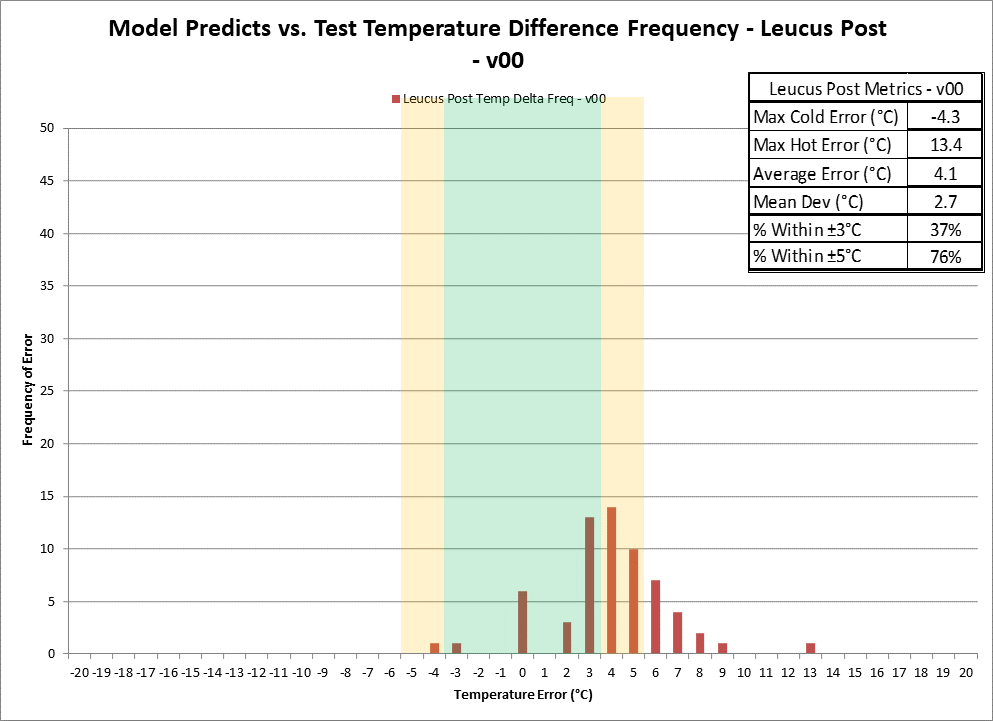 Model Predicts vs. Test Temperature Difference Frequency - Leucus Post
- v00
Leucus Post Temp Delta Freq - v00
Leucus Post Metrics - v00
Max Cold Error (°C) -4.3
Max Hot Error (°C) 13.4
Average Error (°C) 4.1
Mean Dev (°C) 2.7
% Within ±3°C 37%
% Within ±5°C 76%
50
45
40
35
30
25
20
15
10
5
0
Frequency of Error
-20 -19 -18 -17 -16 -15 -14 -13 -12 -11 -10 -9 -8 -7 -6 -5 -4 -3 -2 -1 0 1 2 3 4 5 6 7 8 9 10 11 12 13 14 15 16 17 18 19 20
Temperature Error (°C)